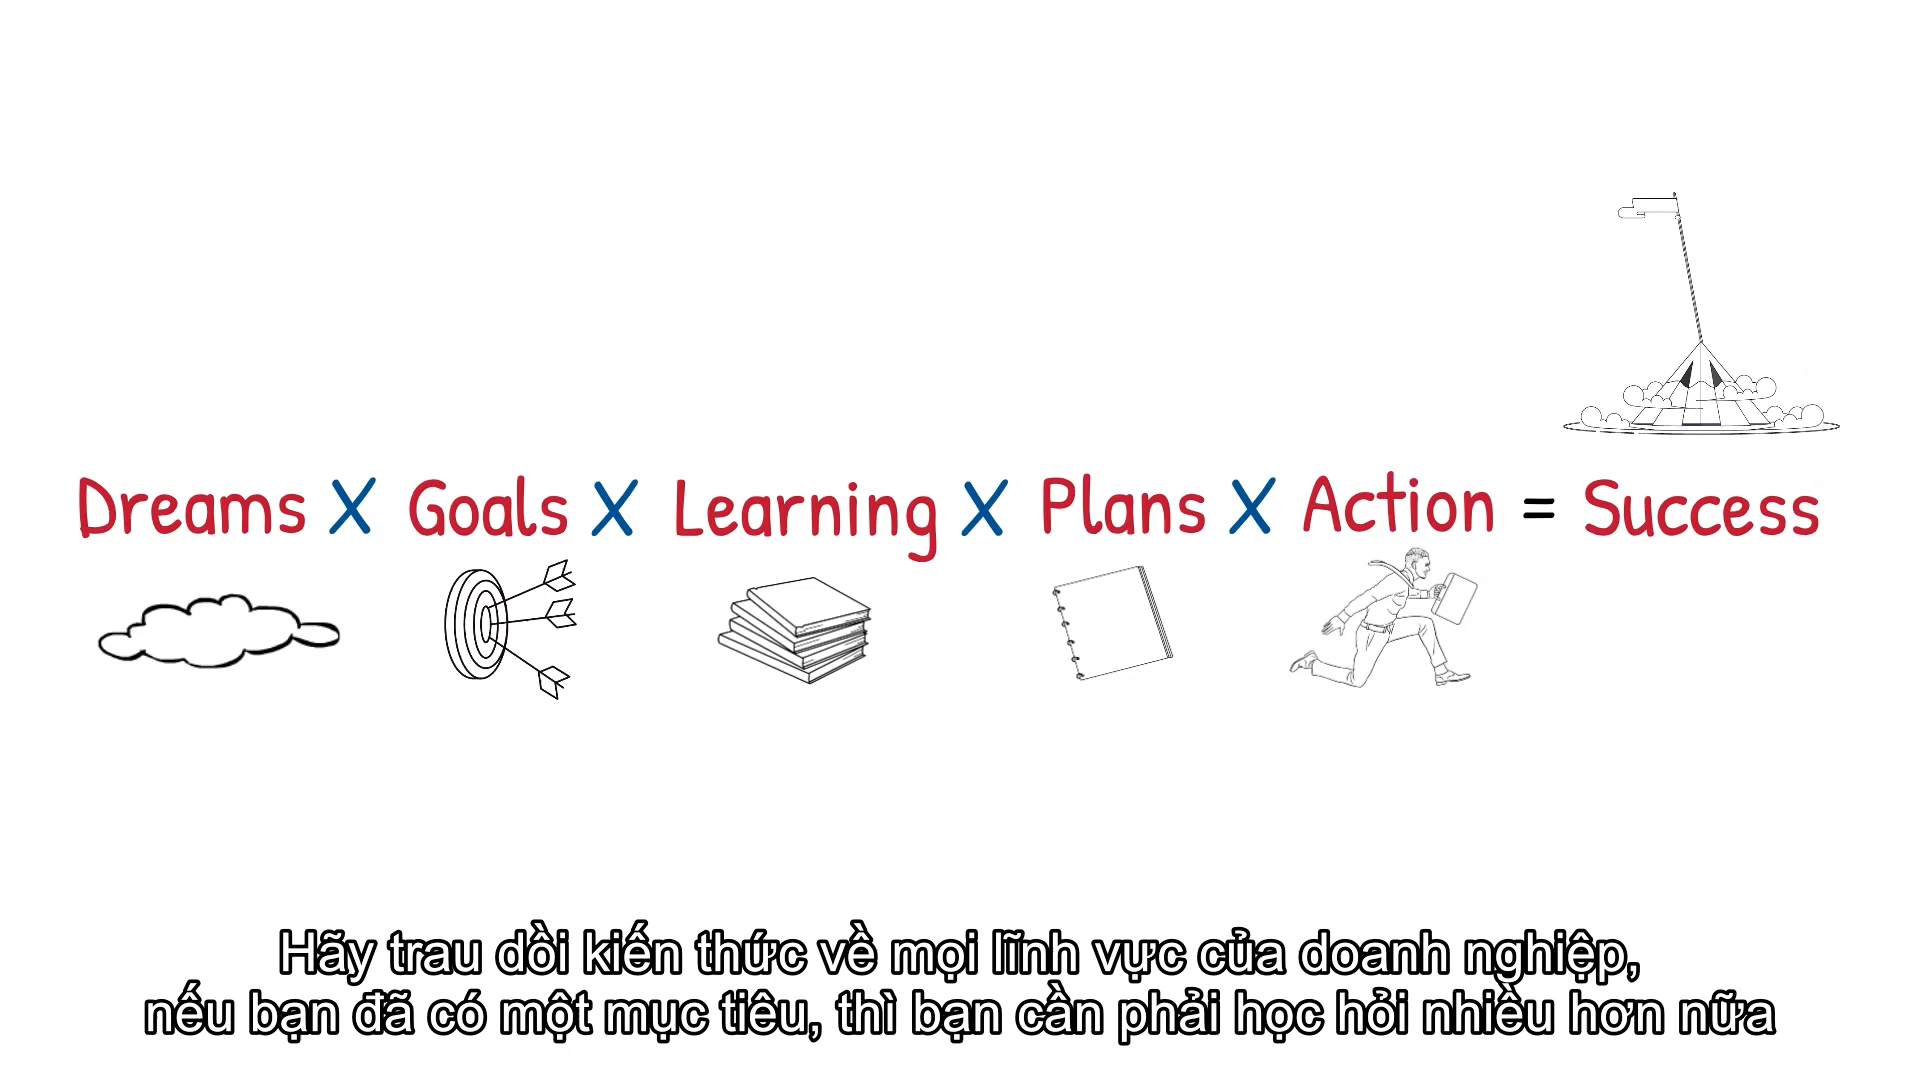 Dreams X Goals X Learning X Plans X Action = Success
Hãy trau dồi kiến thức về mọi lĩnh vực của doanh nghiệp,
nếu bạn đã có một mục tiêu, thì bạn cần phải học hỏi nhiều hơn nữa